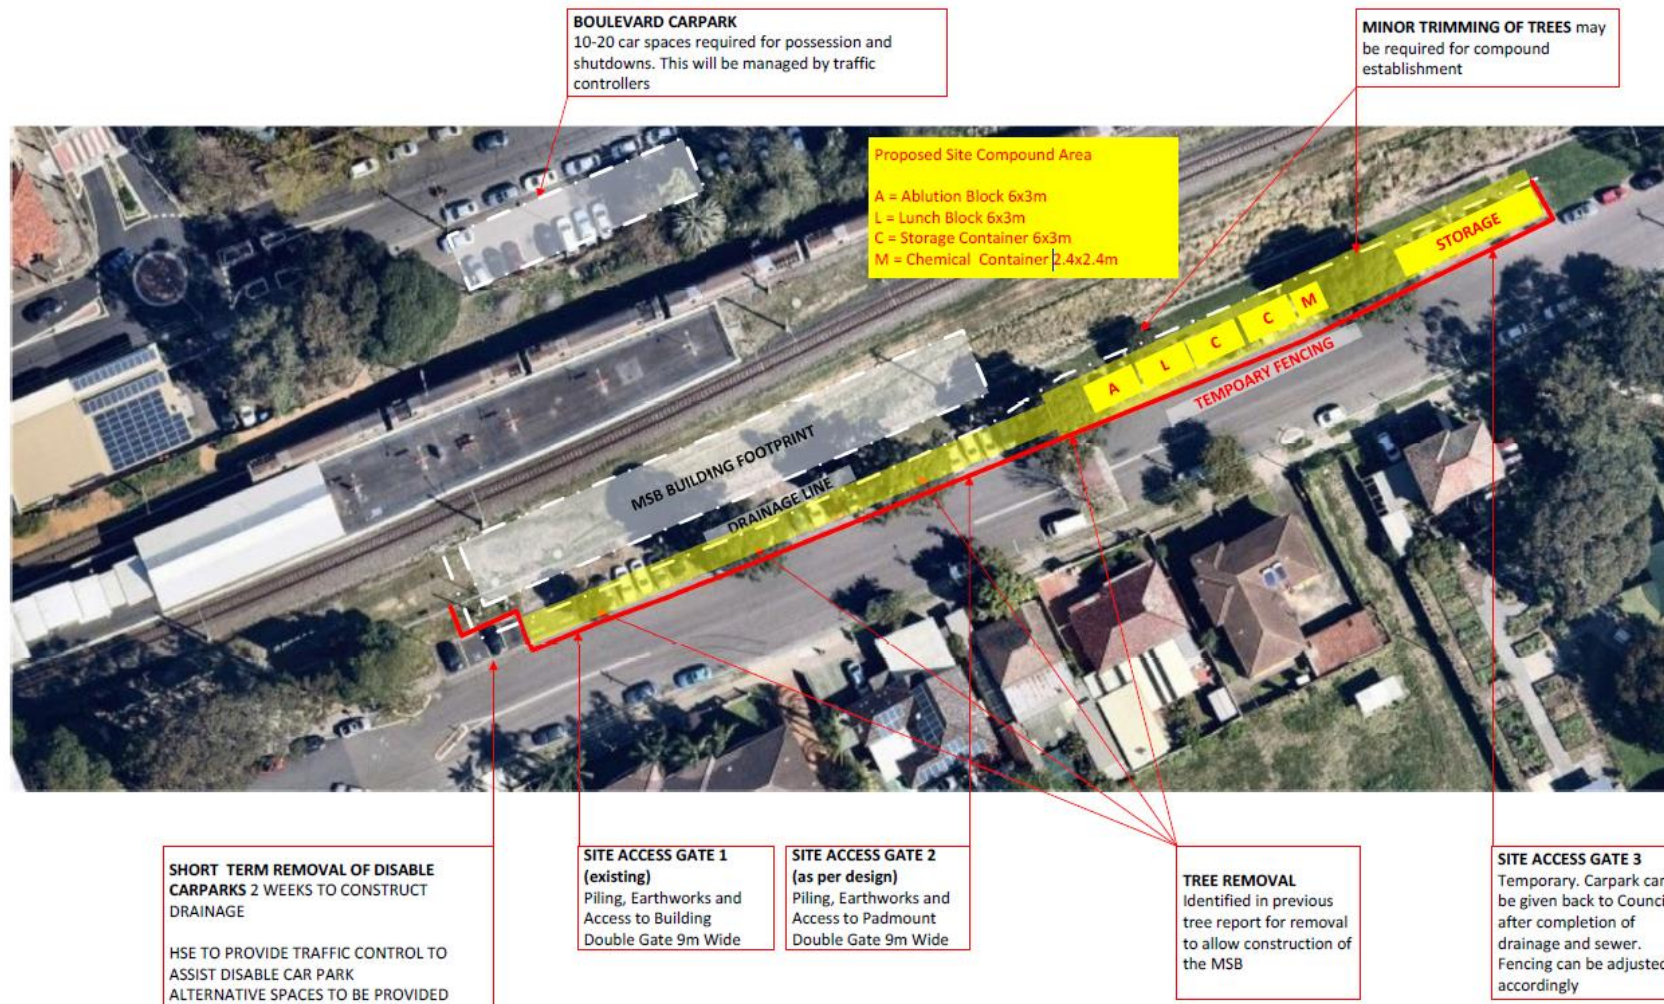 BOULEVARD CARPARK
10-20 car spaces required for possession and
shutdowns. This will be managed by traffic
controllers
MINOR TRIMMING OF TREES may
be required for compound
establishment
Proposed Site Compound Area
A = Ablution Block 6x3m
L = Lunch Block 6x3m
C = Storage Container 6x3m
M = Chemical Container 2.4x2.4m
STORAGE
M
C
C
L
A
TEMPOARY FENCING
MSB BUILDING FOOTPRINT
DRAINAGE LINE
SHORT TERM REMOVAL OF DISABLE
CARPARKS 2 WEEKS TO CONSTRUCT
DRAINAGE
HSE TO PROVIDE TRAFFIC CONTROL TO
ASSIST DISABLE CAR PARK
ALTERNATIVE SPACES TO BE PROVIDED
SITE ACCESS GATE 1
(existing)
Piling, Earthworks and
Access to Building
Double Gate 9m Wide
SITE ACCESS GATE 2
(as per design)
Piling, Earthworks and
Access to Padmount
Double Gate 9m Wide
TREE REMOVAL
Identified in previous
tree report for removal
to allow construction of
the MSB
SITE ACCESS GATE 3
Temporary. Carpark can
be given back to Counci
after completion of
drainage and sewer.
Fencing can be adjusted
accordingly